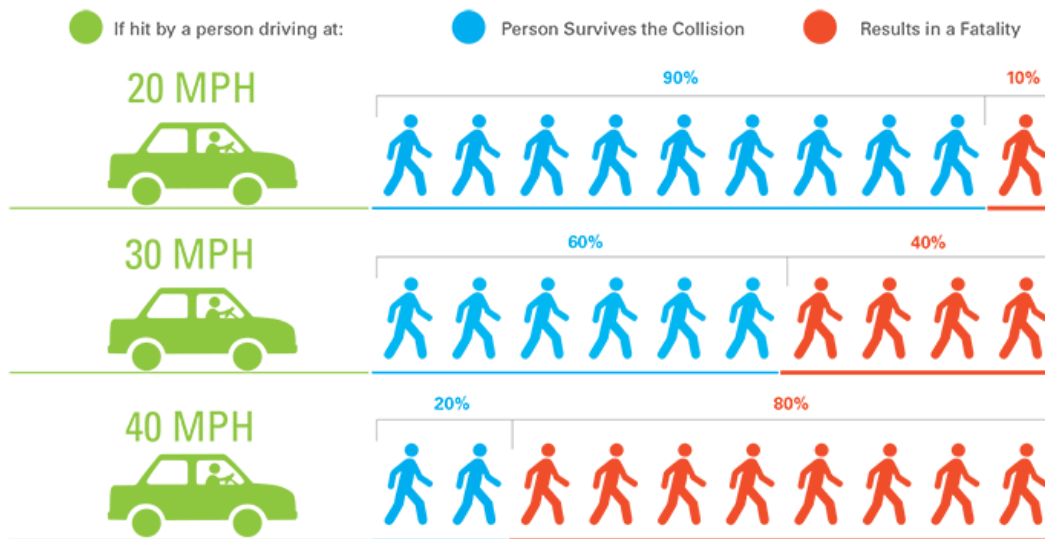 If hit by a person driving at:
Person Survives the Collision
Results in a Fatality
20 MPH
90%
10%
30 MPH
60%
40%
40 MPH
20%
80%